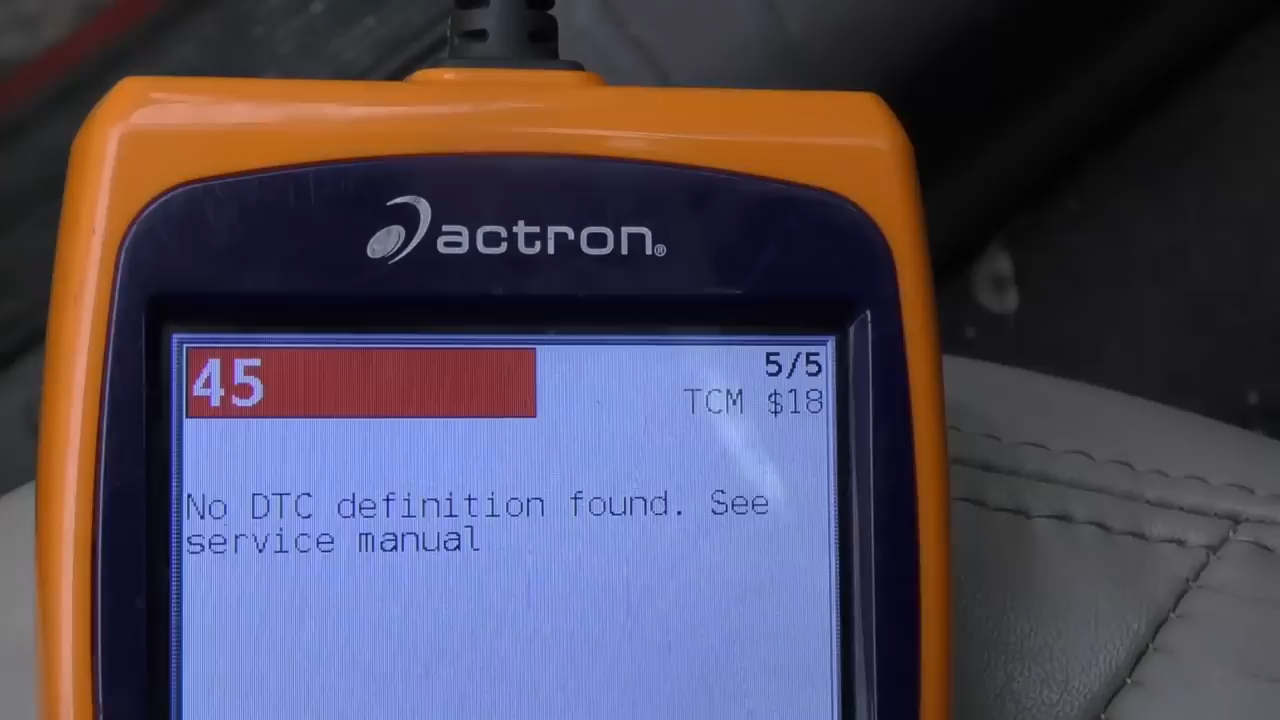 actron®
45
5/5
TCM $18
No DTC definition found. See
service manual